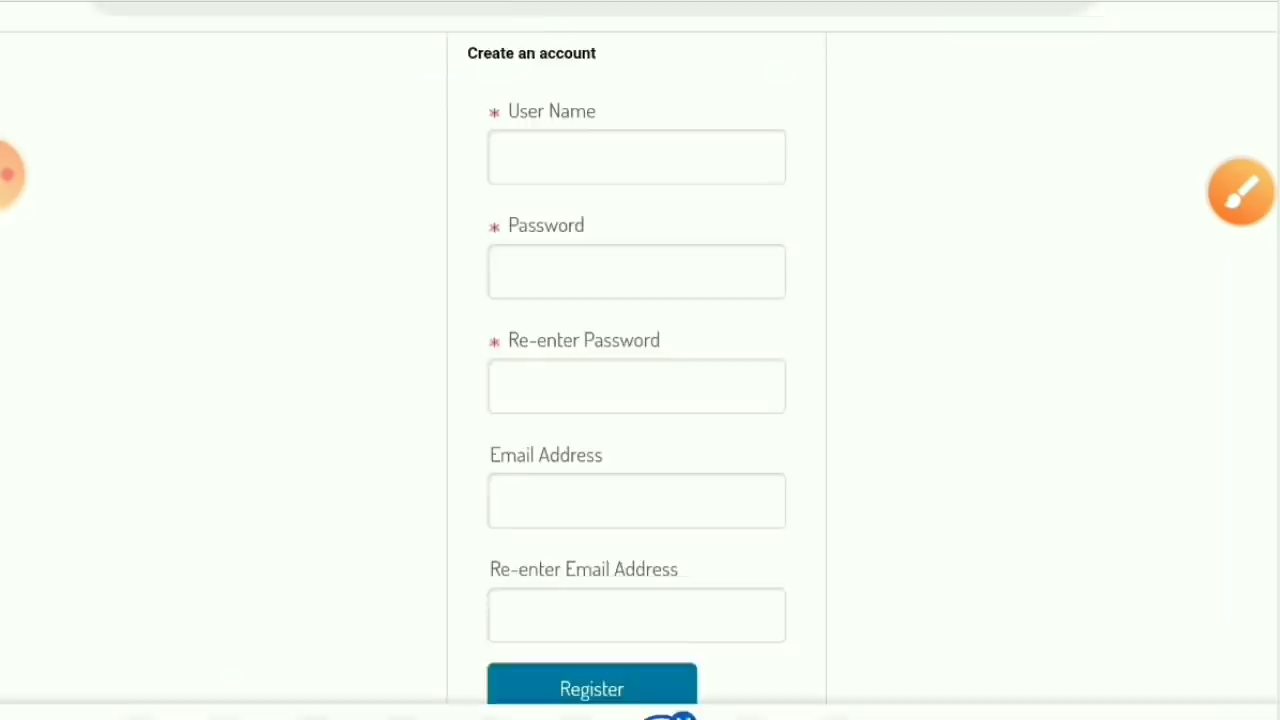 Create an account
* User Name
* Password
* Re-enter Password
Email Address
Re-enter Email Address
Register